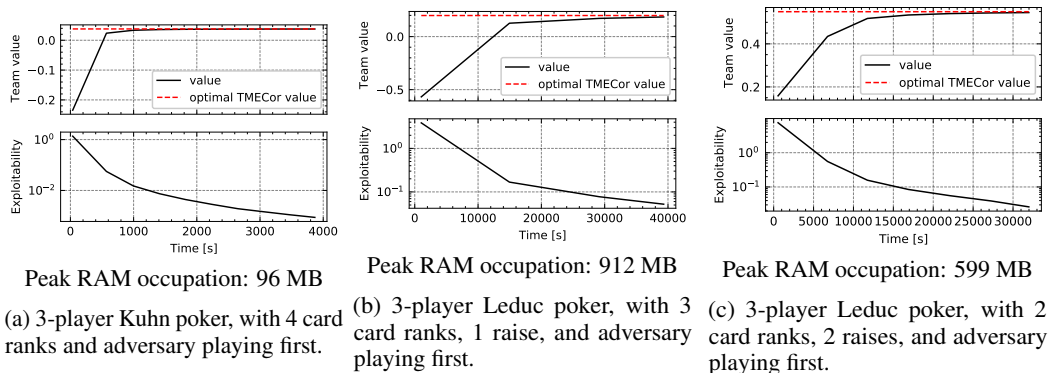 Team value
0.0
−0.1
−0.2
value
optimal TMECor value
Exploitability
10^0
10^−2
0 1000 2000 3000 4000
Time [s]
Peak RAM occupation: 96 MB
(a) 3-player Kuhn poker, with 4 card
ranks and adversary playing first.
Team value
0.0
−0.5
value
optimal TMECor value
Exploitability
10^0
10^−1
0 10000 20000 30000 40000
Time [s]
Peak RAM occupation: 912 MB
(b) 3-player Leduc poker, with 3
card ranks, 1 raise, and adversary
playing first.
Team value
0.4
0.2
value
optimal TMECor value
Exploitability
10^0
10^−1
0 5000 10000 15000 20000 25000 30000
Time [s]
Peak RAM occupation: 599 MB
(c) 3-player Leduc poker, with 2
card ranks, 2 raises, and adversary
playing first.